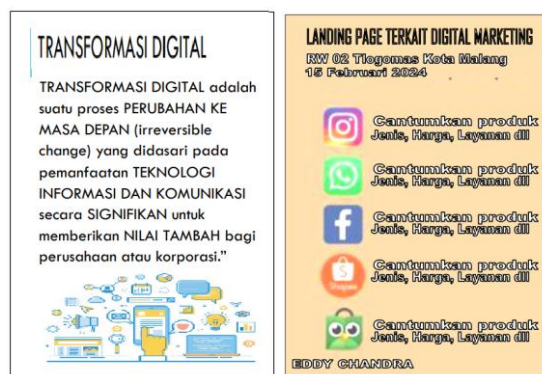 TRANSFORMASI DIGITAL
TRANSFORMASI DIGITAL adalah
suatu proses PERUBAHAN KE
MASA DEPAN (irreversible
change) yang didasari pada
pemanfaatan TEKNOLOGI
INFORMASI DAN KOMUNIKASI
secara SIGNIFIKAN untuk
memberikan NILAI TAMBAH bagi
perusahaan atau korporasi."
LANDING PAGE TERKAIT DIGITAL MARKETING
RW 02 Tlogomas Kota Malang
15 Februari 2024
Cantumkan produk
Jenis, Harga, Layanan dll
Cantumkan produk
Jenis, Harga, Layanan dll
Cantumkan produk
Jenis, Harga, Layanan dll
Shopee
Cantumkan produk
Jenis, Harga, Layanan dll
Cantumkan produk
Jenis, Harga, Layanan dll
EDDY CHANDRA